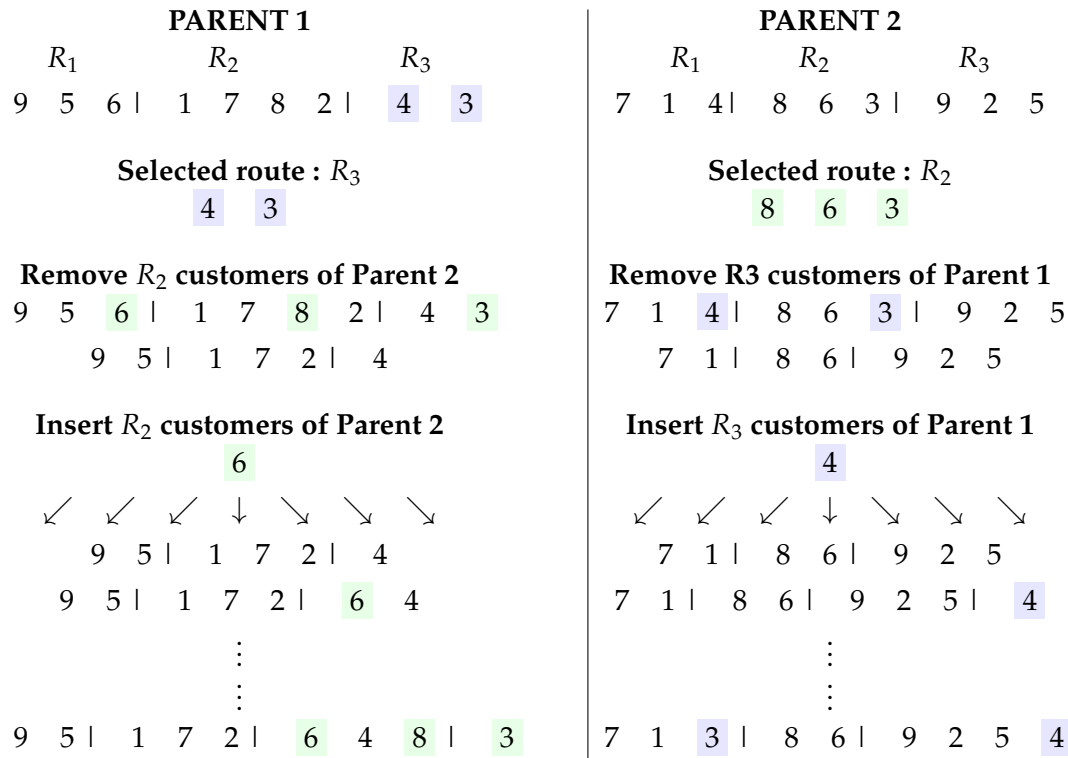 PARENT 1
R1 R2 R3
9 5 6 | 1 7 8 2 | 4 3
Selected route : R3
4 3
Remove R2 customers of Parent 2
9 5 6 | 1 7 8 2 | 4 3
9 5 | 1 7 2 | 4
Insert R2 customers of Parent 2
6
↙ ↙ ↙ ↓ ↘ ↘ ↘
9 5 | 1 7 2 | 4
9 5 | 1 7 2 | 6 4
⋮
⋮
9 5 | 1 7 2 | 6 4 8 | 3
PARENT 2
R1 R2 R3
7 1 4 | 8 6 3 | 9 2 5
Selected route : R2
8 6 3
Remove R3 customers of Parent 1
7 1 4 | 8 6 3 | 9 2 5
7 1 | 8 6 | 9 2 5
Insert R3 customers of Parent 1
4
↙ ↙ ↙ ↓ ↘ ↘ ↘
7 1 | 8 6 | 9 2 5
7 1 | 8 6 | 9 2 5 | 4
⋮
⋮
7 1 3 | 8 6 | 9 2 5 4